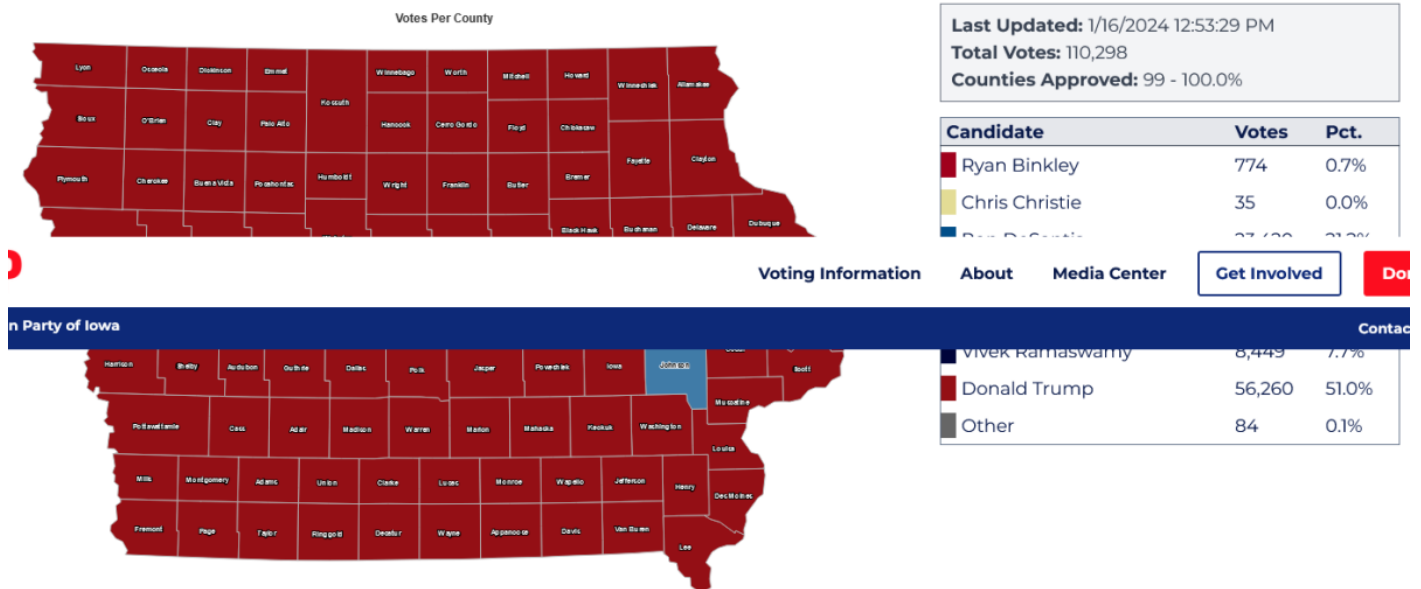 Votes Per County
Lyon Osceola Dickinson Emmet Winnebago Worth Mitchell Howard Winneshiek Allamakee
Kossuth
Sioux O'Brien Clay Palo Alto Hancock Cerro Gordo Floyd Chickasaw
Fayette Clayton
Plymouth Cherokee Buena Vista Pocahontas Humboldt Wright Franklin Butler Bremer
Black Hawk Buchanan Delaware Dubuque
Last Updated: 1/16/2024 12:53:29 PM
Total Votes: 110,298
Counties Approved: 99 - 100.0%
Candidate Votes Pct.
Ryan Binkley 774 0.7%
Chris Christie 35 0.0%
Ron DeSantis 23,420 21.2%
Voting Information About Media Center Get Involved Don
n Party of Iowa Contac
Harrison Shelby Audubon Guthrie Dallas Polk Jasper Poweshiek Iowa Johnson Scott
Muscatine
Pottawattamie Cass Adair Madison Warren Marion Mahaska Keokuk Washington
Louisa
Mills Montgomery Adams Union Clarke Lucas Monroe Wapello Jefferson Henry Des Moines
Fremont Page Taylor Ringgold Decatur Wayne Appanoose Davis Van Buren Lee
Vivek Ramaswamy 8,449 7.7%
Donald Trump 56,260 51.0%
Other 84 0.1%